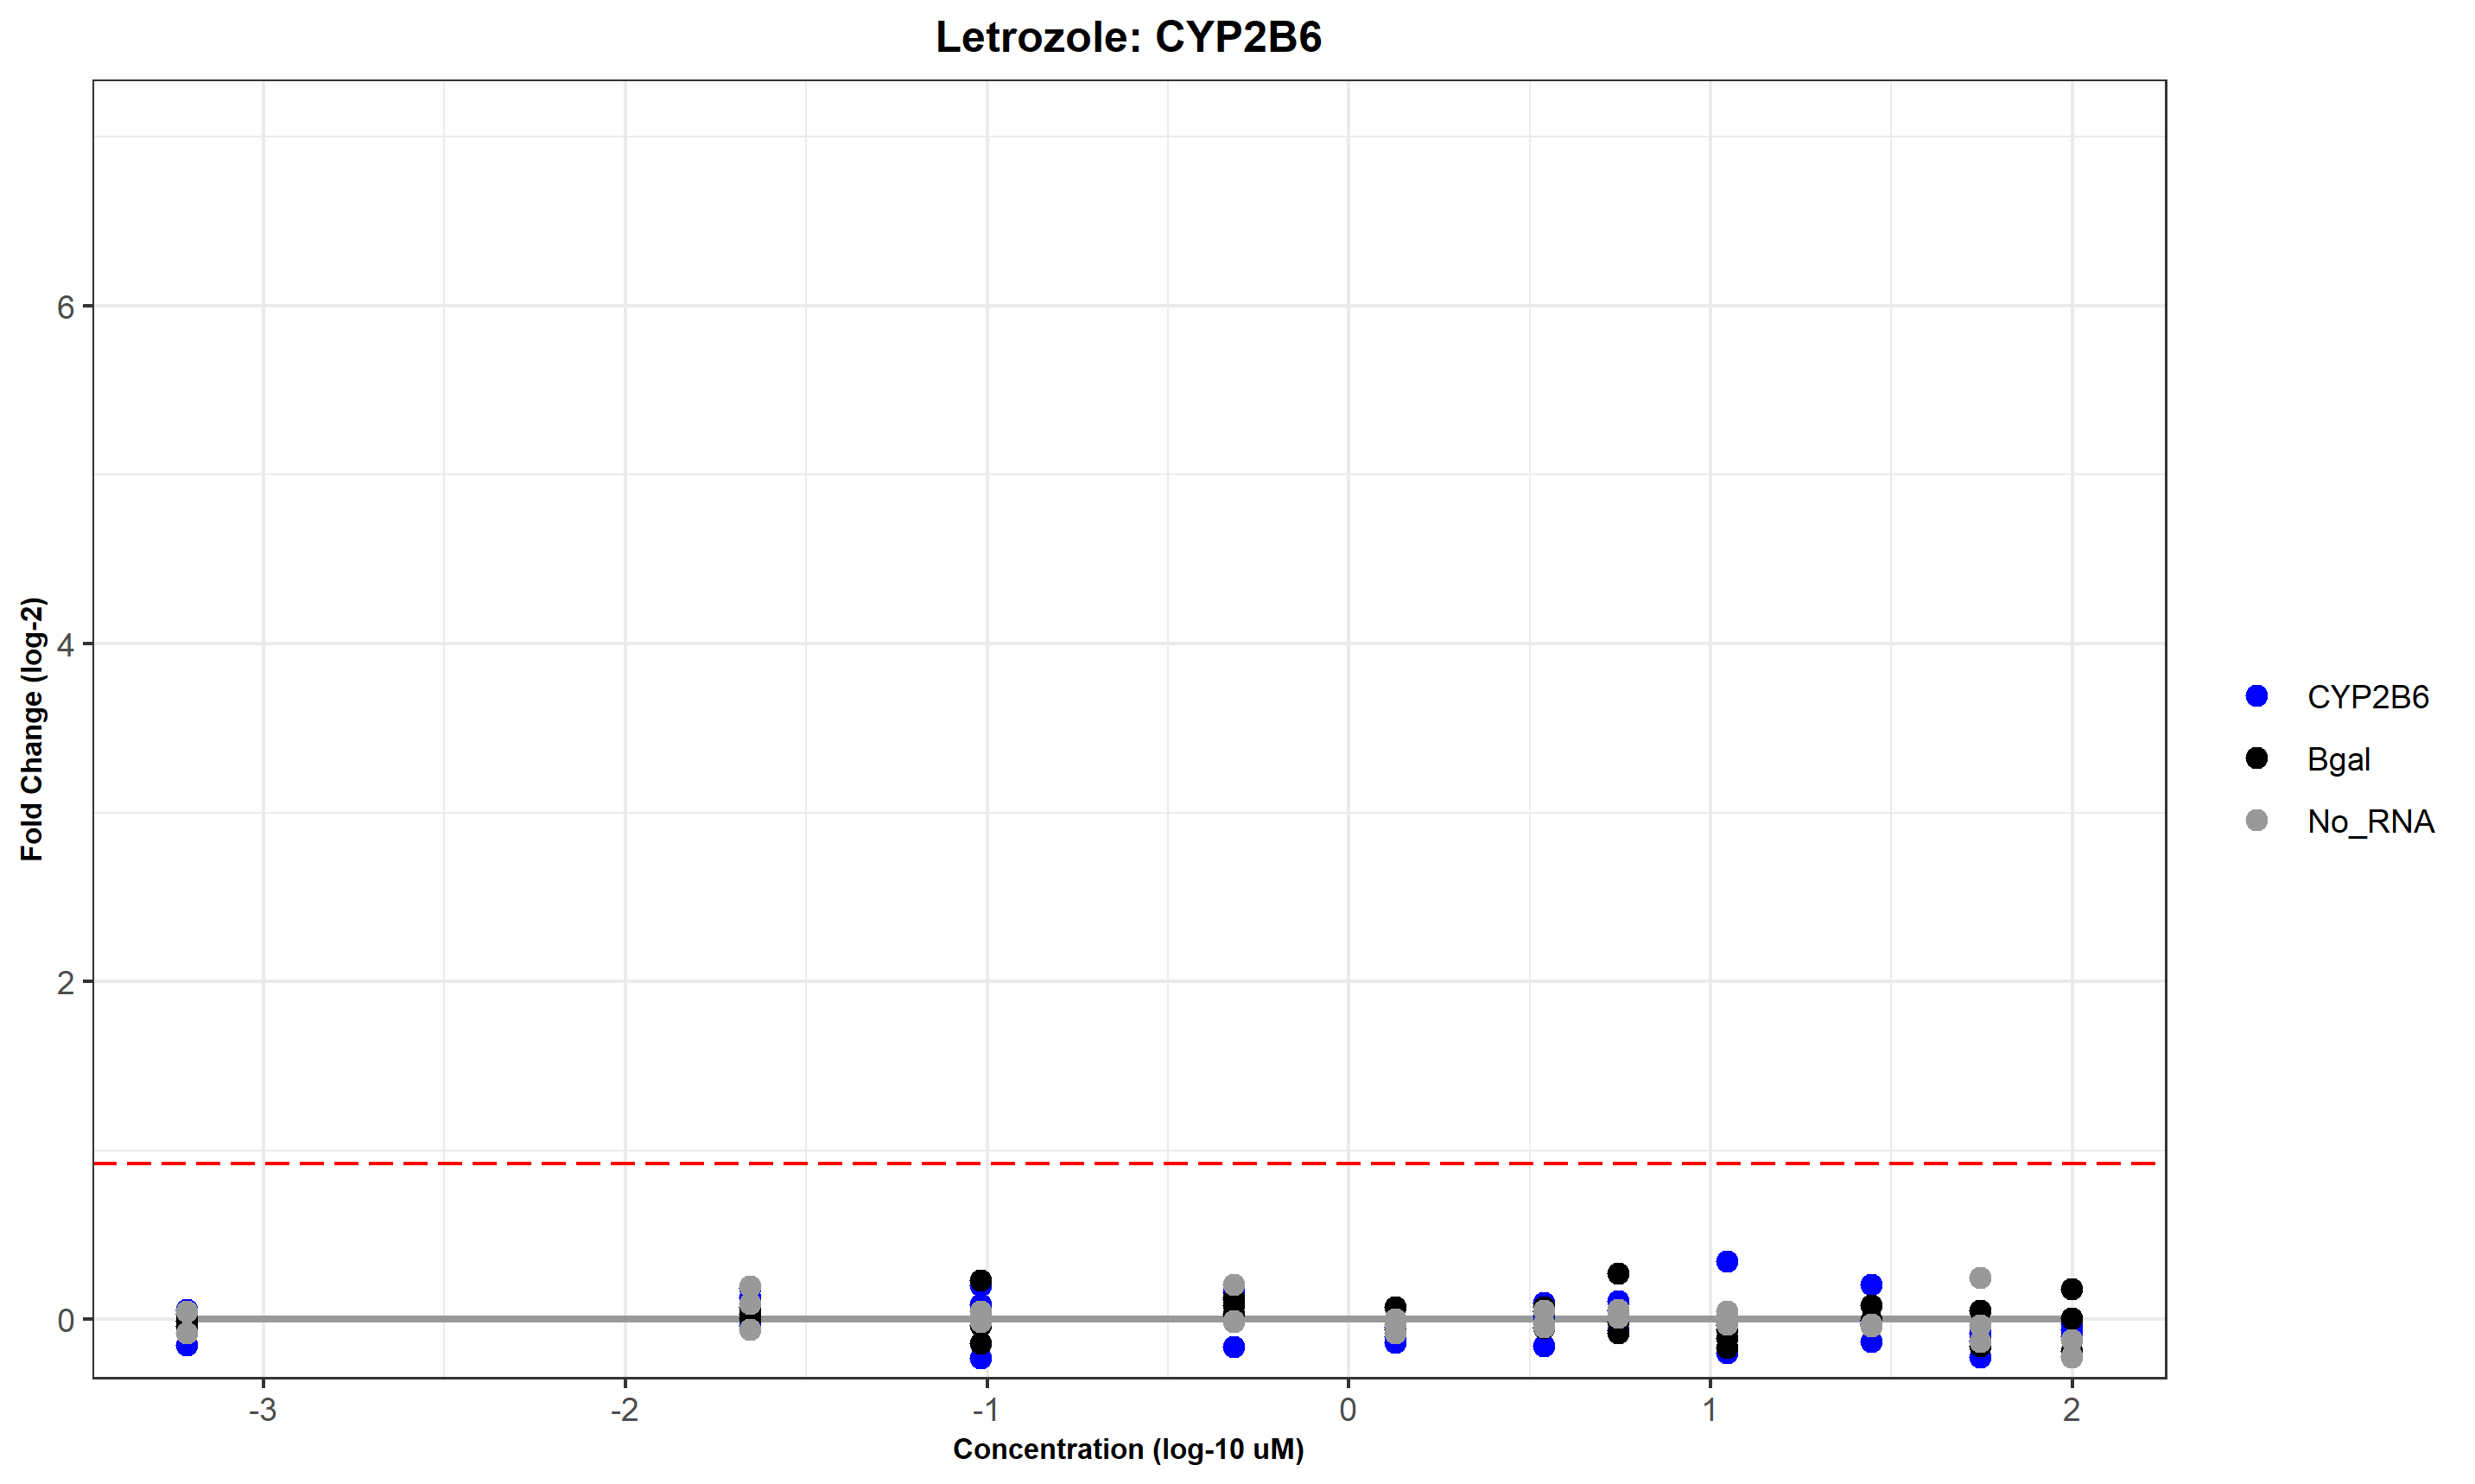 Letrozole: CYP2B6
Fold Change (log-2)
6
4
2
0
-3
-2
-1
0
1
2
Concentration (log-10 uM)
CYP2B6
Bgal
No_RNA